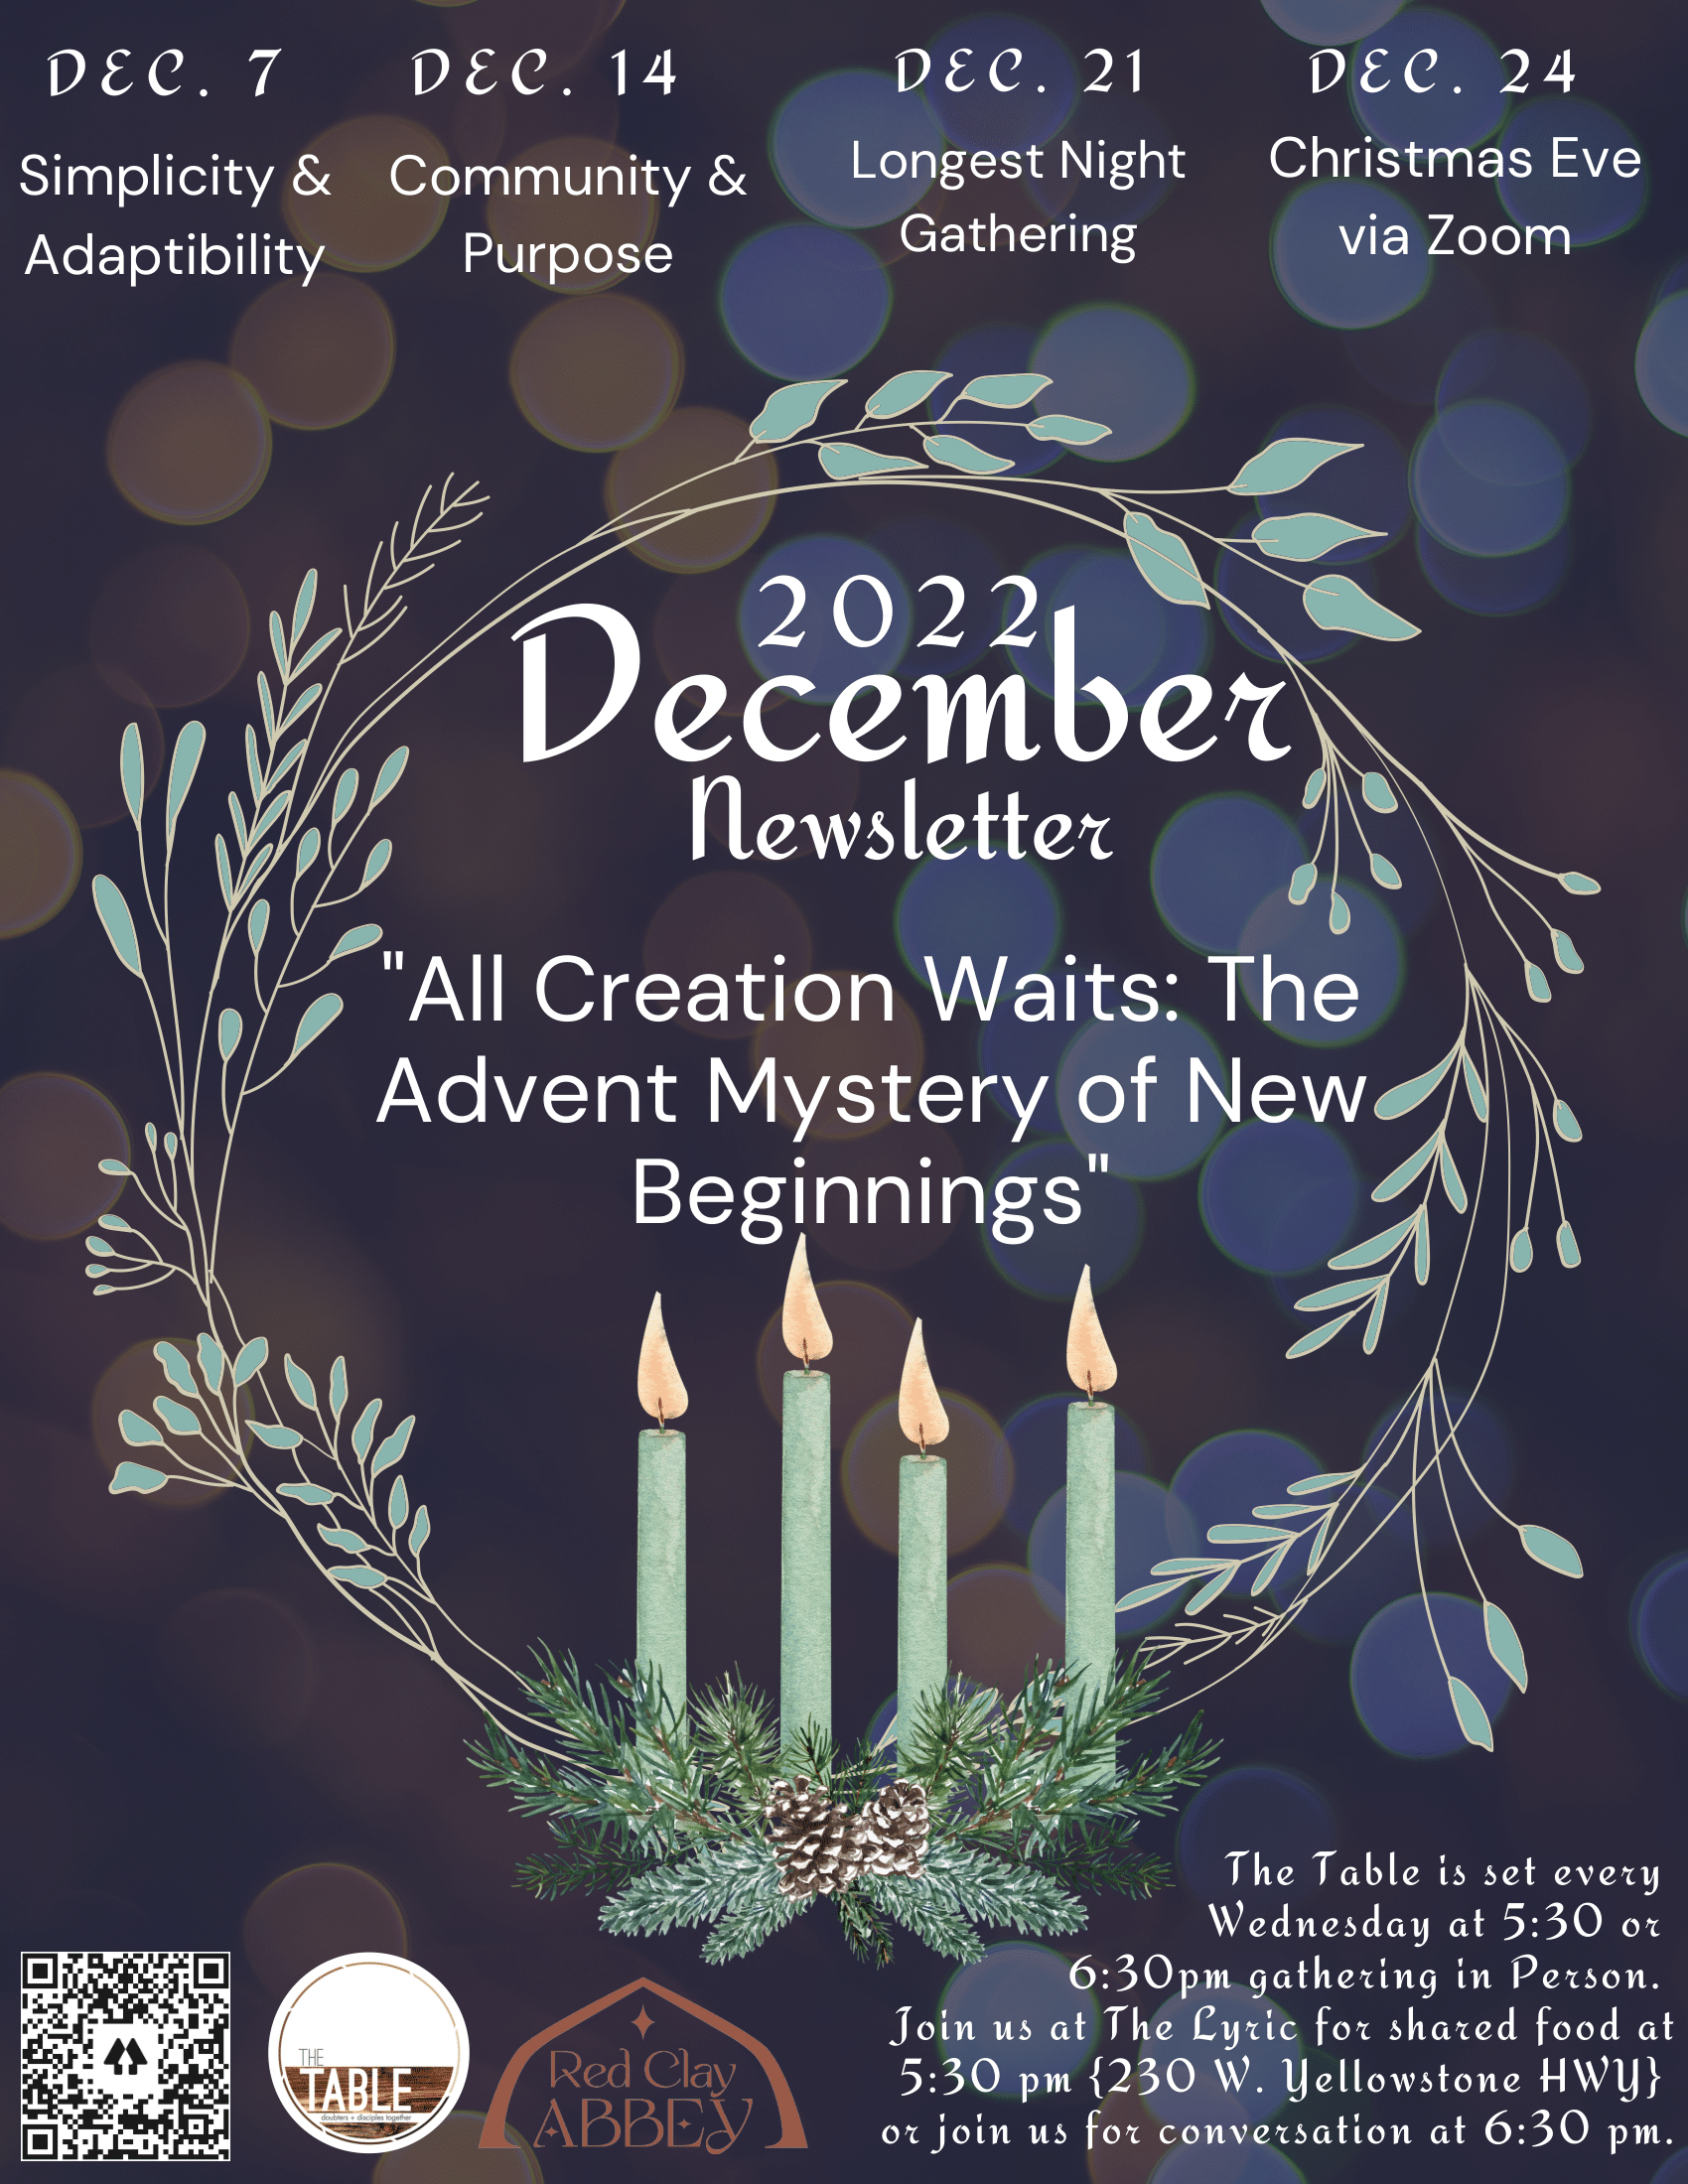 DEC. 7
Simplicity &
Adaptibility
DEC. 14
Community &
Purpose
DEC. 21
Longest Night
Gathering
DEC. 24
Christmas Eve
via Zoom
2022
December
Newsletter
"All Creation Waits: The
Advent Mystery of New
Beginnings"
The Table is set every
Wednesday at 5:30 or
6:30pm gathering in Person.
Join us at The Lyric for shared food at
5:30 pm {230 W. Yellowstone HWY}
or join us for conversation at 6:30 pm.
THE
TABLE
doubters + disciples together
Red Clay
ABBEY